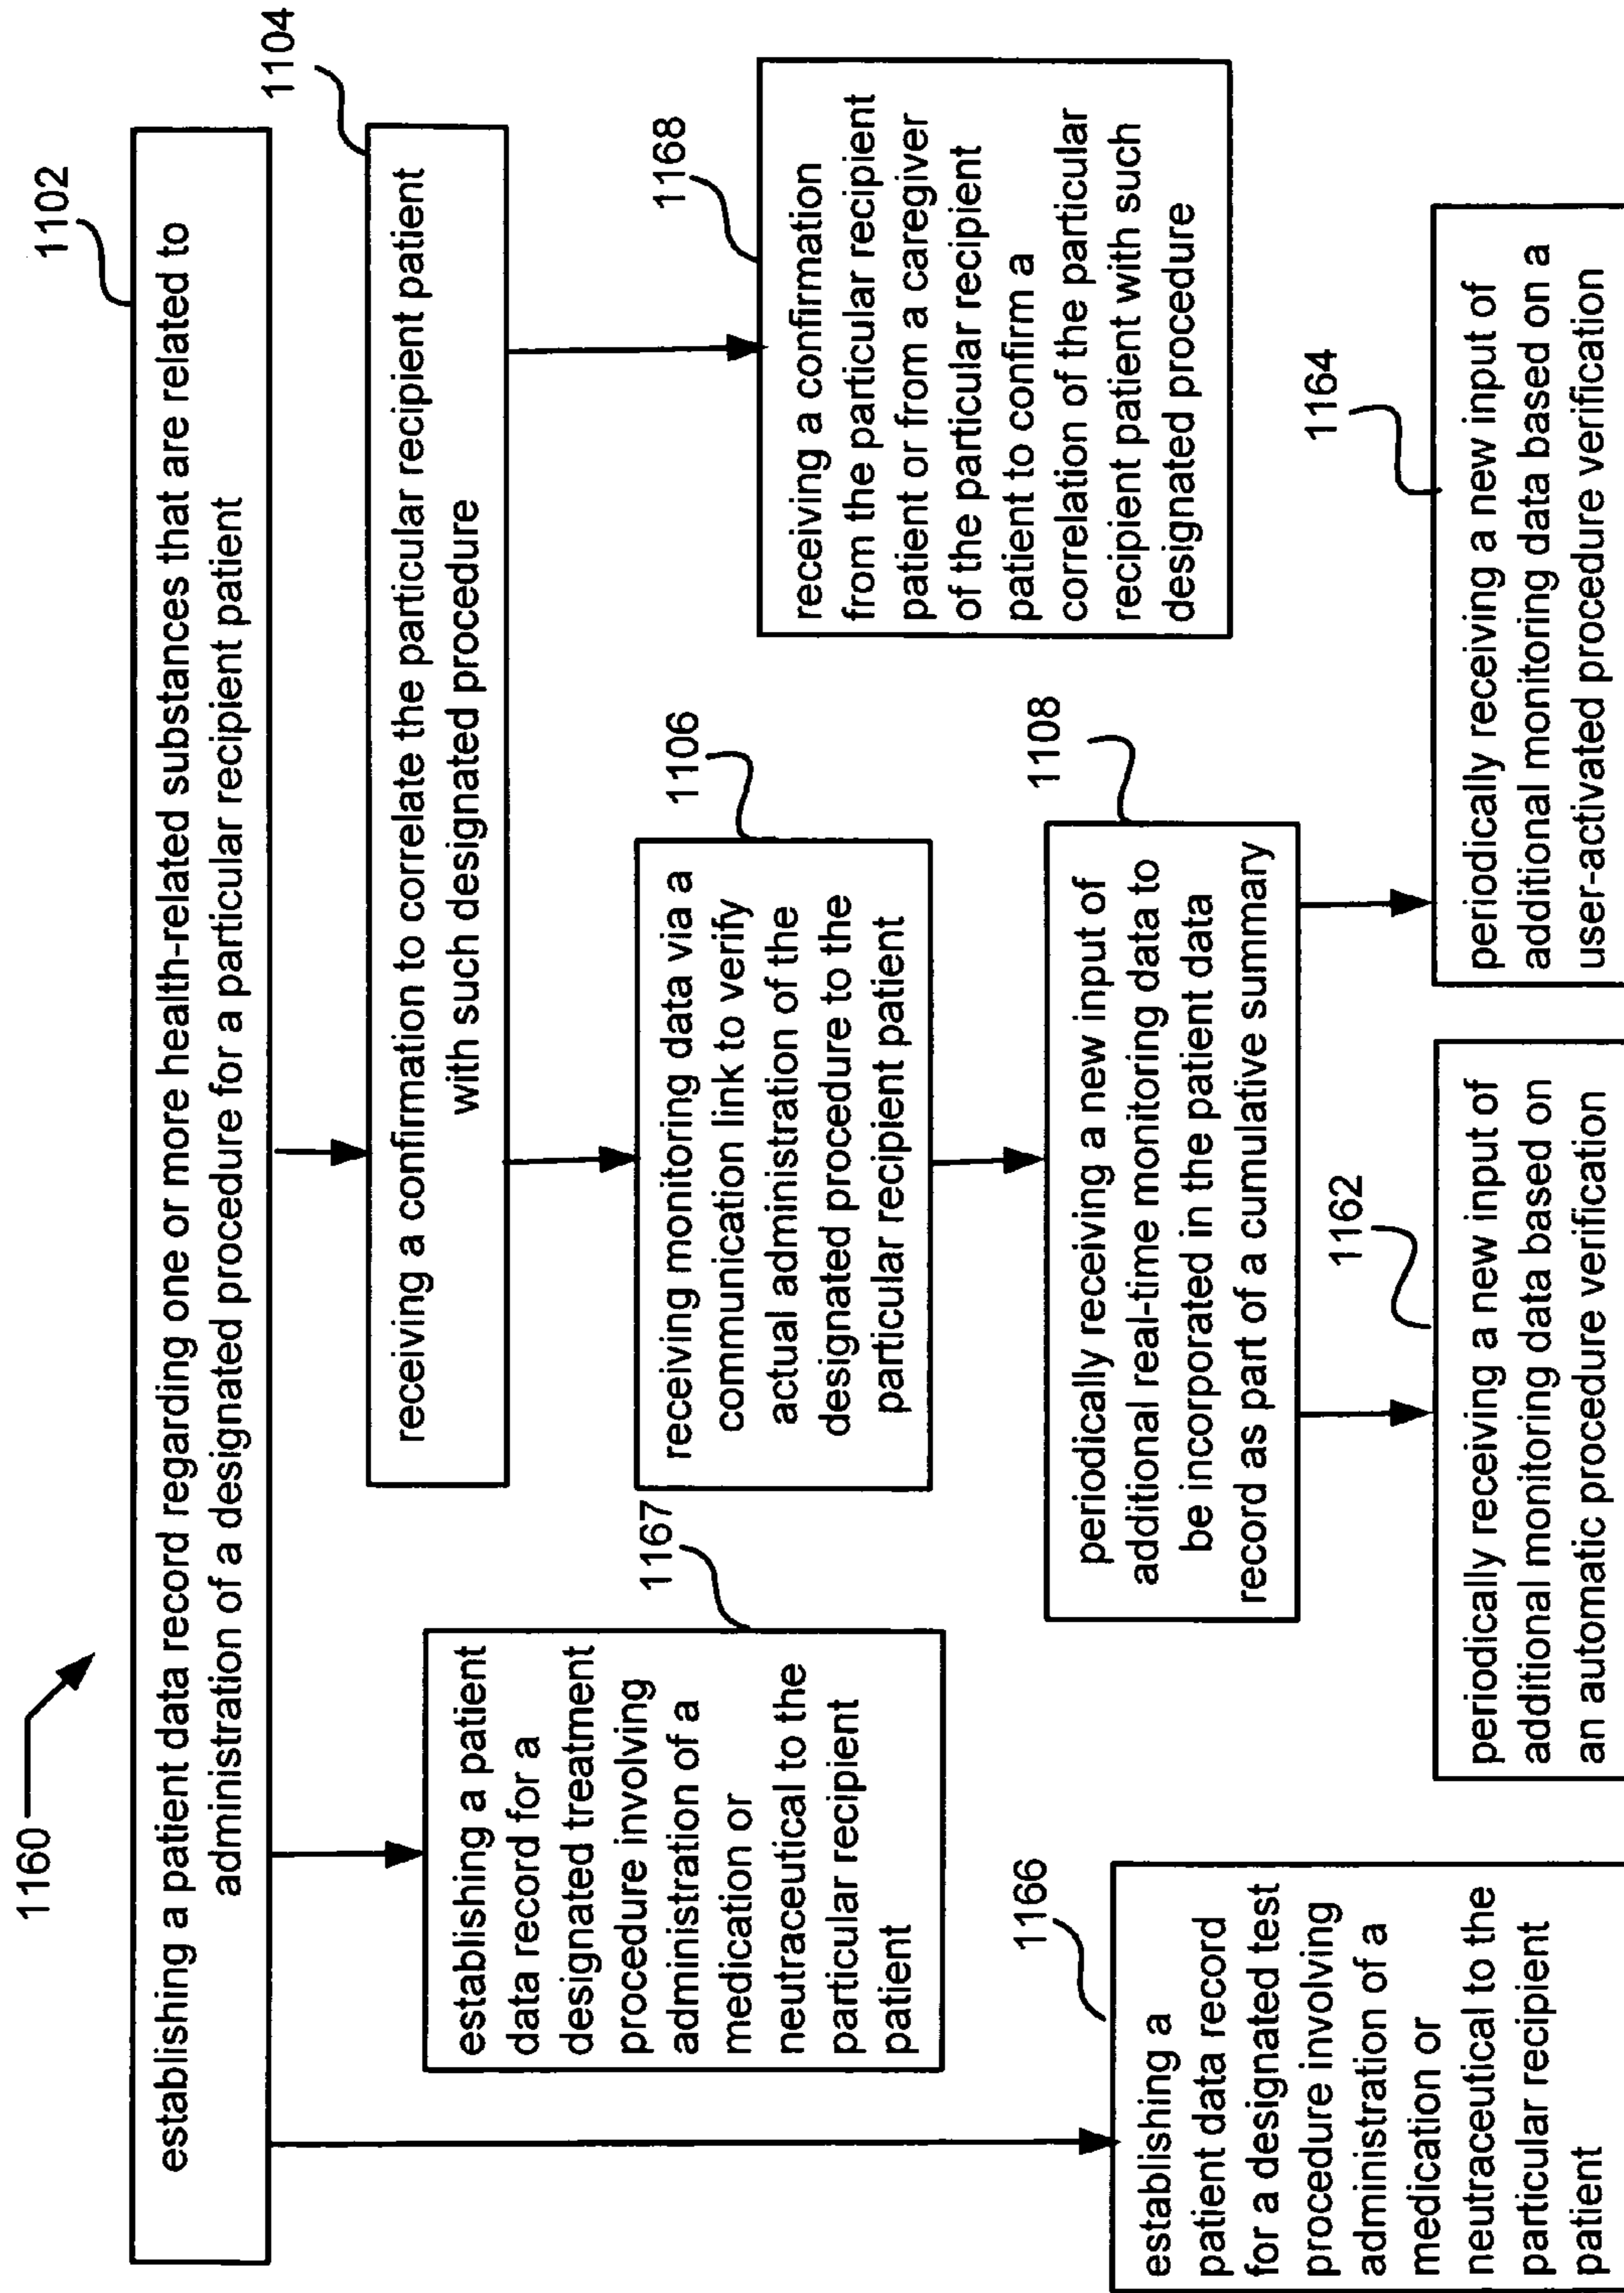 1160
1102
establishing a patient data record regarding one or more health-related substances that are related to
administration of a designated procedure for a particular recipient patient
1104
receiving a confirmation to correlate the particular recipient patient
with such designated procedure
1167
establishing a patient
data record for a
designated treatment
procedure involving
administration of a
medication or
neutraceutical to the
particular recipient
patient
1106
receiving monitoring data via a
communication link to verify
actual administration of the
designated procedure to the
particular recipient patient
1168
receiving a confirmation
from the particular recipient
patient or from a caregiver
of the particular recipient
patient to confirm a
correlation of the particular
recipient patient with such
designated procedure
1108
periodically receiving a new input of
additional real-time monitoring data to
be incorporated in the patient data
record as part of a cumulative summary
1166
establishing a
patient data record
for a designated test
procedure involving
administration of a
medication or
neutraceutical to the
particular recipient
patient
1162
periodically receiving a new input of
additional monitoring data based on
an automatic procedure verification
1164
periodically receiving a new input of
additional monitoring data based on a
user-activated procedure verification